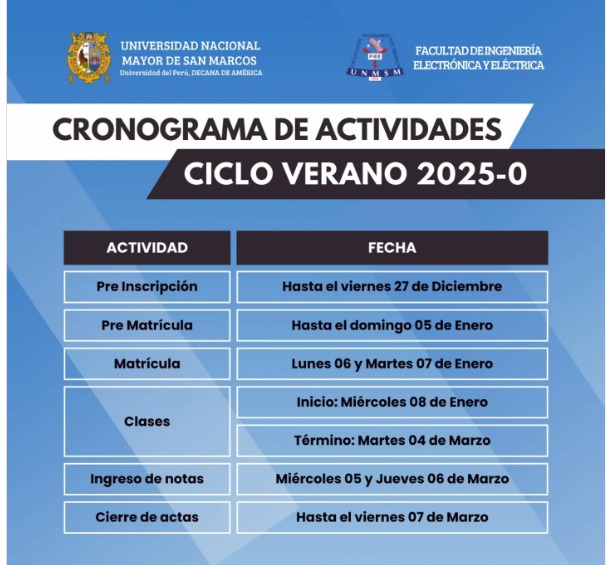 UNIVERSIDAD NACIONAL
MAYOR DE SAN MARCOS
Universidad del Perú, DECANA DE AMÉRICA
FIEE
UNMSM
FACULTAD DE INGENIERÍA
ELECTRÓNICA Y ELÉCTRICA
CRONOGRAMA DE ACTIVIDADES
CICLO VERANO 2025-0
ACTIVIDAD FECHA
Pre Inscripción Hasta el viernes 27 de Diciembre
Pre Matrícula Hasta el domingo 05 de Enero
Matrícula Lunes 06 y Martes 07 de Enero
Clases
Inicio: Miércoles 08 de Enero
Término: Martes 04 de Marzo
Ingreso de notas Miércoles 05 y Jueves 06 de Marzo
Cierre de actas Hasta el viernes 07 de Marzo